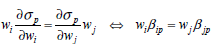 w_i ∂σ_p/∂w_i = ∂σ_p/∂w_j w_j ⇔ w_i β_ip = w_j β_jp